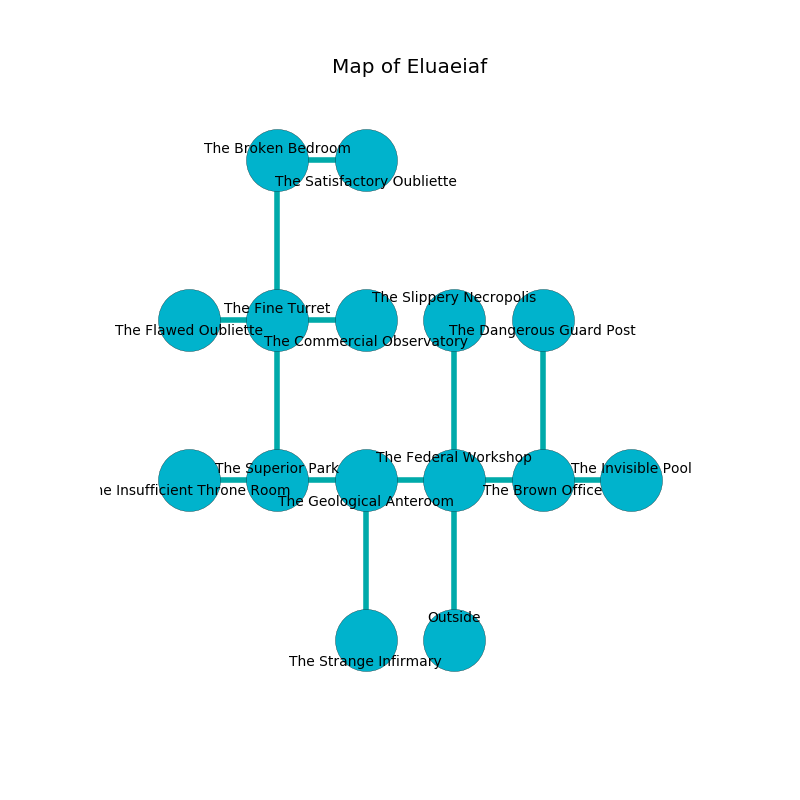 Map of Eluaeiaf
The Broken Bedroom
The Satisfactory Oubliette
The Slippery Necropolis
The Fine Turret
The Flawed Oubliette
The Dangerous Guard Post
The Commercial Observatory
The Federal Workshop
The Superior Park
The Invisible Pool
Insufficient Throne Room
The Brown Office
The Geological Anteroom
Outside
The Strange Infirmary